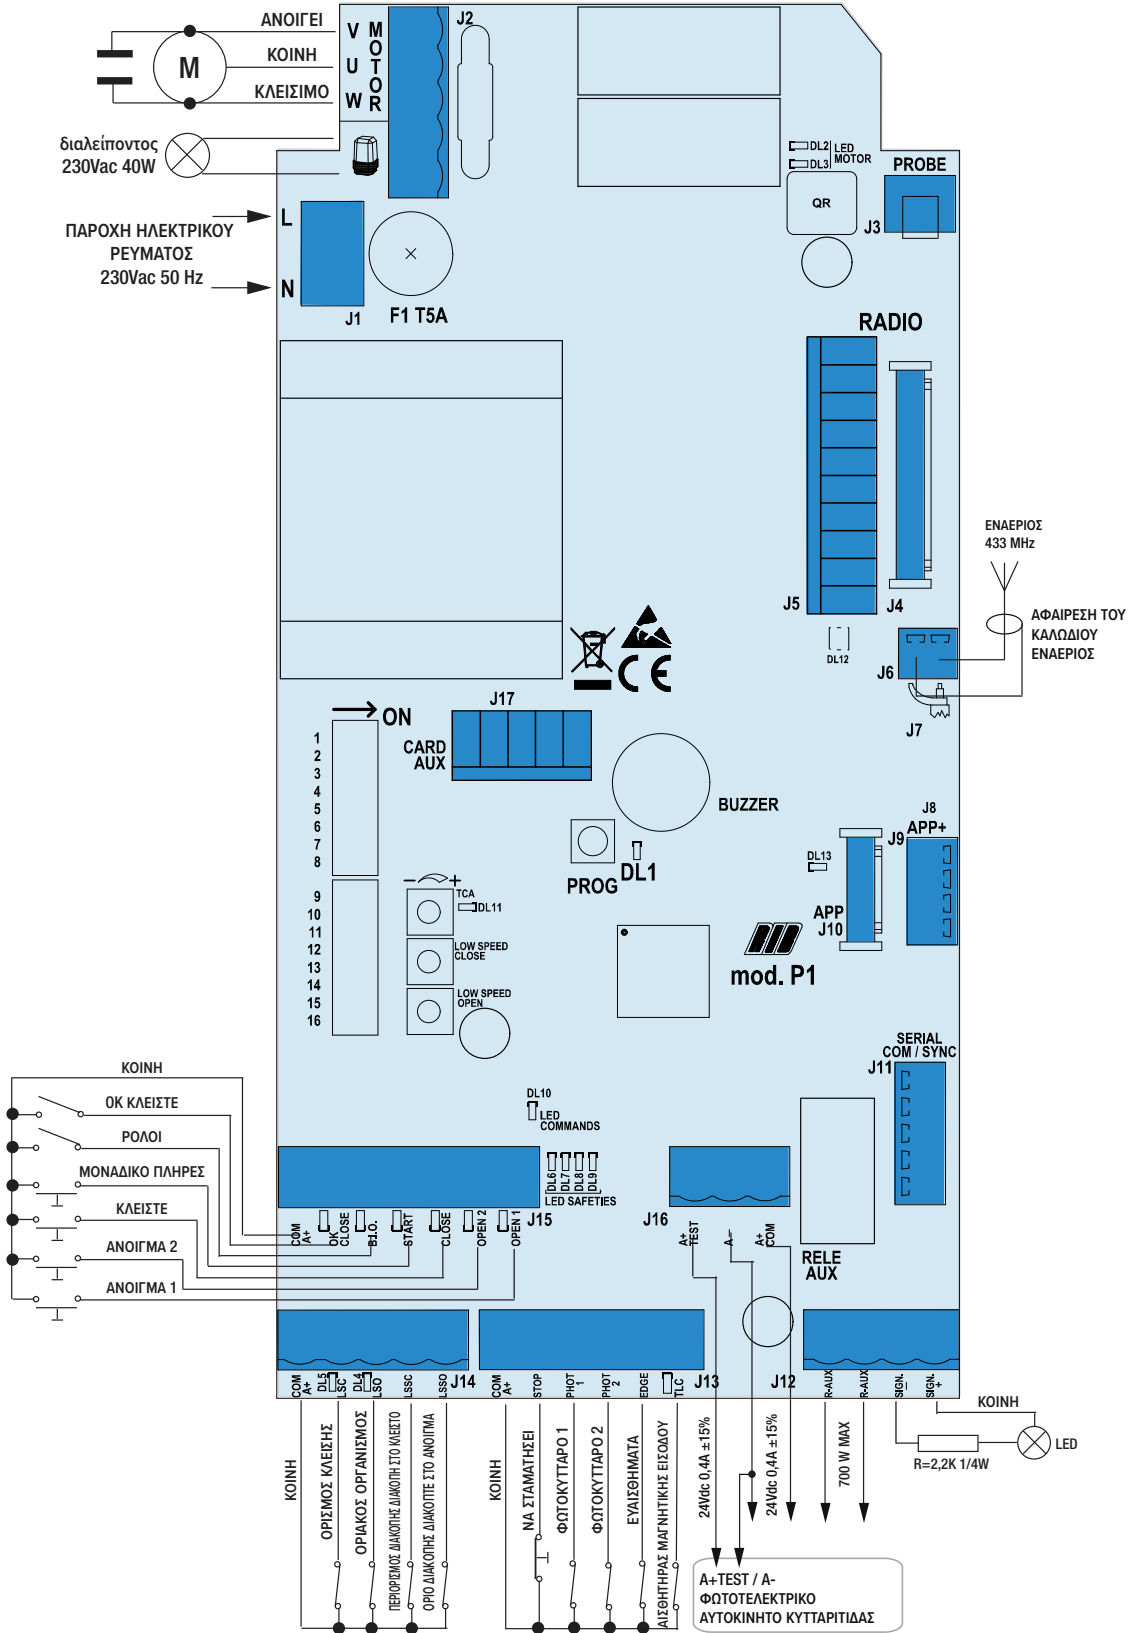 ΑΝΟΙΓΕΙ
ΚΟΙΝΗ
ΚΛΕΙΣΙΜΟ
M
V
U
W
MOTOR
J2
διαλείποντος
230Vac 40W
L
ΠΑΡΟΧΗ ΗΛΕΚΤΡΙΚΟΥ
ΡΕΥΜΑΤΟΣ
230Vac 50 Hz
N
J1
F1 T5A
DL2
DL3
LED
MOTOR
QR
PROBE
J3
RADIO
J5
J4
ΕΝΑΕΡΙΟΣ
433 MHz
ΑΦΑΙΡΕΣΗ ΤΟΥ
ΚΑΛΩΔΙΟΥ
ΕΝΑΕΡΙΟΣ
DL12
J6
J7
CE
J17
CARD
AUX
ON
1
2
3
4
5
6
7
8
9
10
11
12
13
14
15
16
BUZZER
PROG
DL1
− +
TCA
DL11
LOW SPEED
CLOSE
LOW SPEED
OPEN
J8
J9
APP+
DL13
APP
J10
mod. P1
SERIAL
COM / SYNC
J11
DL10
LED
COMMANDS
DL6
DL7
DL8
DL9
LED SAFETIES
J15
J16
RELE
AUX
ΚΟΙΝΗ
ΟΚ ΚΛΕΙΣΤΕ
ΡΟΛΟΙ
ΜΟΝΑΔΙΚΟ ΠΛΗΡΕΣ
ΚΛΕΙΣΤΕ
ΑΝΟΙΓΜΑ 2
ΑΝΟΙΓΜΑ 1
COM
A+
OK
CLOSE
B.I.O.
START
CLOSE
OPEN 2
OPEN 1
A+
TEST
A−
A+
COM
COM
A+
DL5
LSC
DL4
LSO
LSSC
LSSO
J14
COM
A+
STOP
PHOT
1
PHOT
2
EDGE
TLC
J13
J12
R-AUX
R-AUX
SIGN.
−
SIGN.
+
ΚΟΙΝΗ
ΟΡΙΣΜΟΣ ΚΛΕΙΣΗΣ
ΟΡΙΑΚΟΣ ΟΡΓΑΝΙΣΜΟΣ
ΠΕΡΙΟΡΙΣΜΟΣ ΔΙΑΚΟΠΗΣ ΔΙΑΚΟΠΗ ΣΤΟ ΚΛΕΙΣΤΟ
ΟΡΙΟ ΔΙΑΚΟΠΗΣ ΔΙΑΚΟΠΤΕ ΣΤΟ ΑΝΟΙΓΜΑ
ΚΟΙΝΗ
ΝΑ ΣΤΑΜΑΤΗΣΕΙ
ΦΩΤΟΚΥΤΤΑΡΟ 1
ΦΩΤΟΚΥΤΤΑΡΟ 2
ΕΥΑΙΣΘΗΜΑΤΑ
ΑΙΣΘΗΤΗΡΑΣ ΜΑΓΝΗΤΙΚΗΣ ΕΙΣΟΔΟΥ
24Vdc 0,4A ±15%
24Vdc 0,4A ±15%
700 W MAX
ΚΟΙΝΗ
LED
R=2,2K 1/4W
A+TEST / A-
ΦΩΤΟΤΕΛΕΚΤΡΙΚΟ
ΑΥΤΟΚΙΝΗΤΟ ΚΥΤΤΑΡΙΤΙΔΑΣ